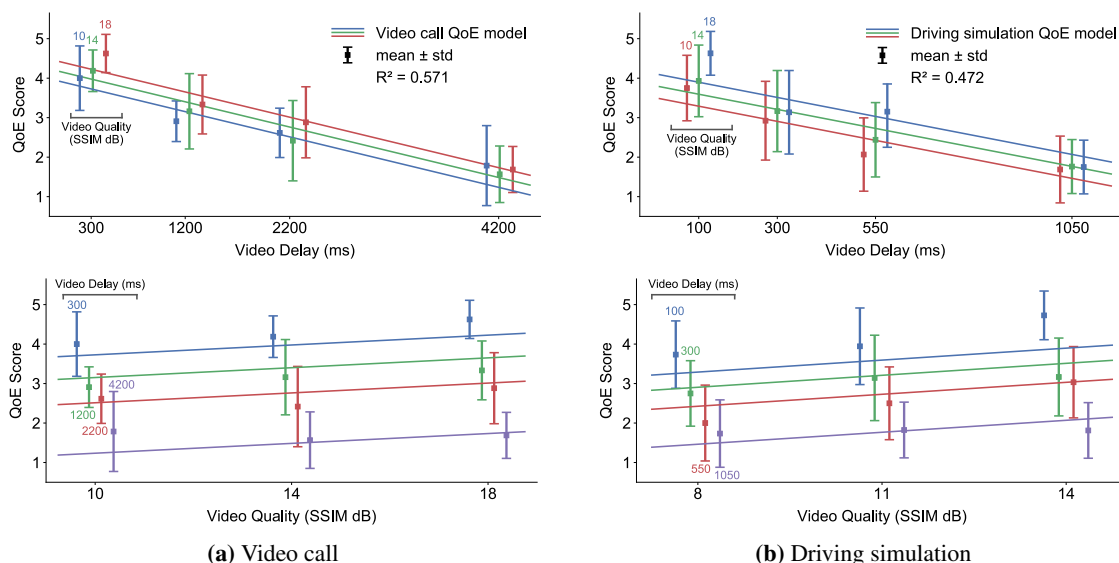 10
14
18
Video call QoE model
mean ± std
R² = 0.571
Video Quality
(SSIM dB)
5
4
3
2
1
QoE Score
300
1200
2200
4200
Video Delay (ms)
10
14
18
Driving simulation QoE model
mean ± std
R² = 0.472
Video Quality
(SSIM dB)
5
4
3
2
1
QoE Score
100
300
550
1050
Video Delay (ms)
Video Delay (ms)
300
1200
2200
4200
5
4
3
2
1
QoE Score
10
14
18
Video Quality (SSIM dB)
Video Delay (ms)
100
300
550
1050
5
4
3
2
1
QoE Score
8
11
14
Video Quality (SSIM dB)
(a) Video call
(b) Driving simulation